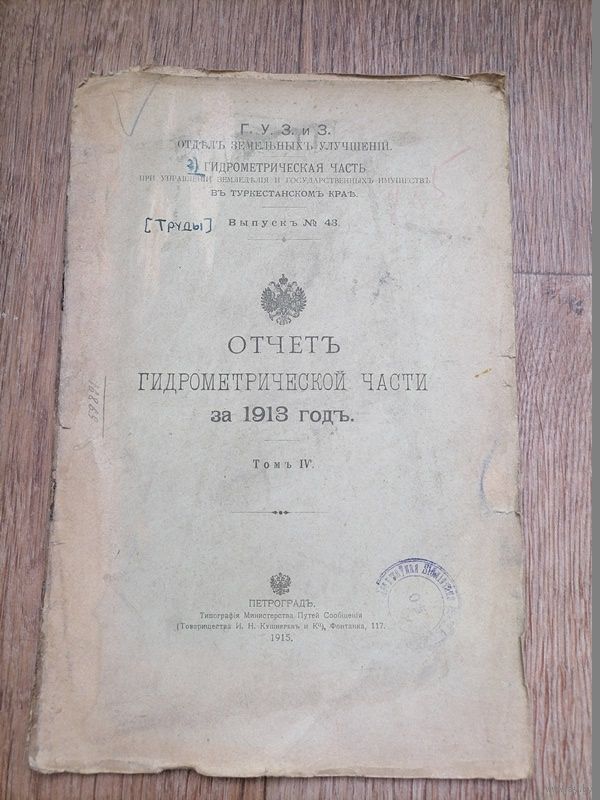 Г. У. З. и З.
ОТДѢЛЪ ЗЕМЕЛЬНЫХЪ УЛУЧШЕНІЙ.
ГИДРОМЕТРИЧЕСКАЯ ЧАСТЬ
ПРИ УПРАВЛЕНІИ ЗЕМЛЕДѢЛІЯ И ГОСУДАРСТВЕННЫХЪ ИМУЩЕСТВЪ
ВЪ ТУРКЕСТАНСКОМЪ КРАѢ.
[Труды] Выпускъ № 43.
ОТЧЕТЪ
ГИДРОМЕТРИЧЕСКОЙ ЧАСТИ
за 1913 годъ.
Томъ IV.
ПЕТРОГРАДЪ.
Типографія Министерства Путей Сообщенія
(Товарищества И. Н. Кушнеревъ и К°), Фонтанка, 117.
1915.